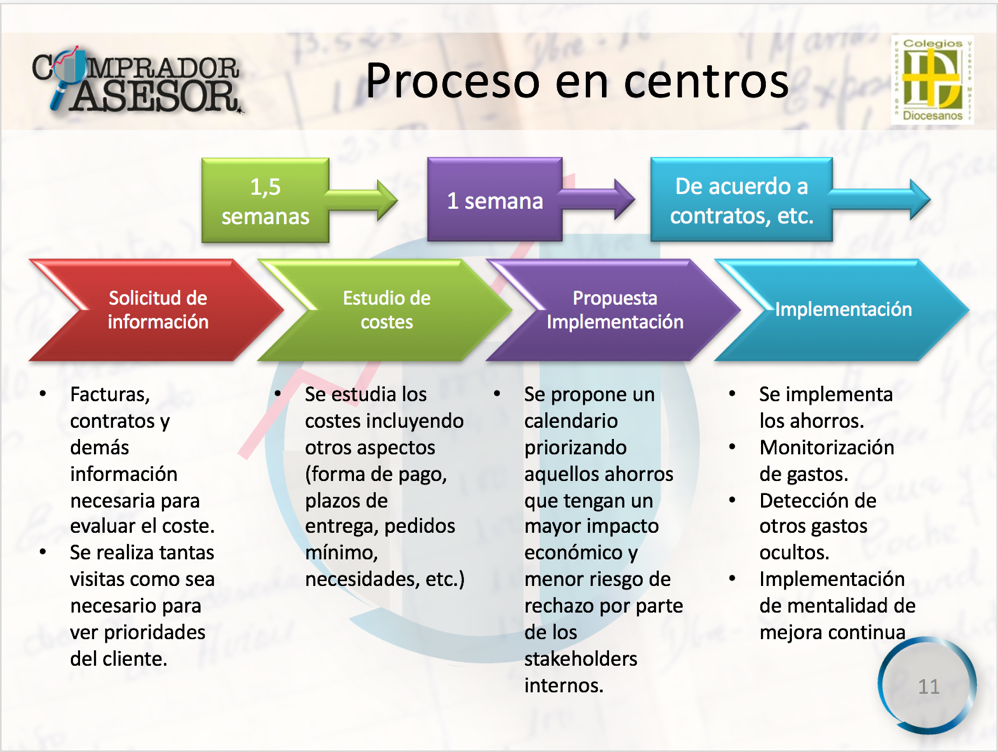 COMPRADOR
ASESOR
Proceso en centros
Colegios
Diocesanos
1,5
semanas
1 semana
De acuerdo a
contratos, etc.
Solicitud de
información
Estudio de
costes
Propuesta
Implementación
Implementación
• Facturas,
contratos y
demás
información
necesaria para
evaluar el coste.
• Se realiza tantas
visitas como sea
necesario para
ver prioridades
del cliente.
• Se estudia los
costes incluyendo
otros aspectos
(forma de pago,
plazos de
entrega, pedidos
mínimo,
necesidades, etc.)
• Se propone un
calendario
priorizando
aquellos ahorros
que tengan un
mayor impacto
económico y
menor riesgo de
rechazo por parte
de los
stakeholders
internos.
• Se implementa
los ahorros.
• Monitorización
de gastos.
• Detección de
otros gastos
ocultos.
• Implementación
de mentalidad de
mejora continua
11